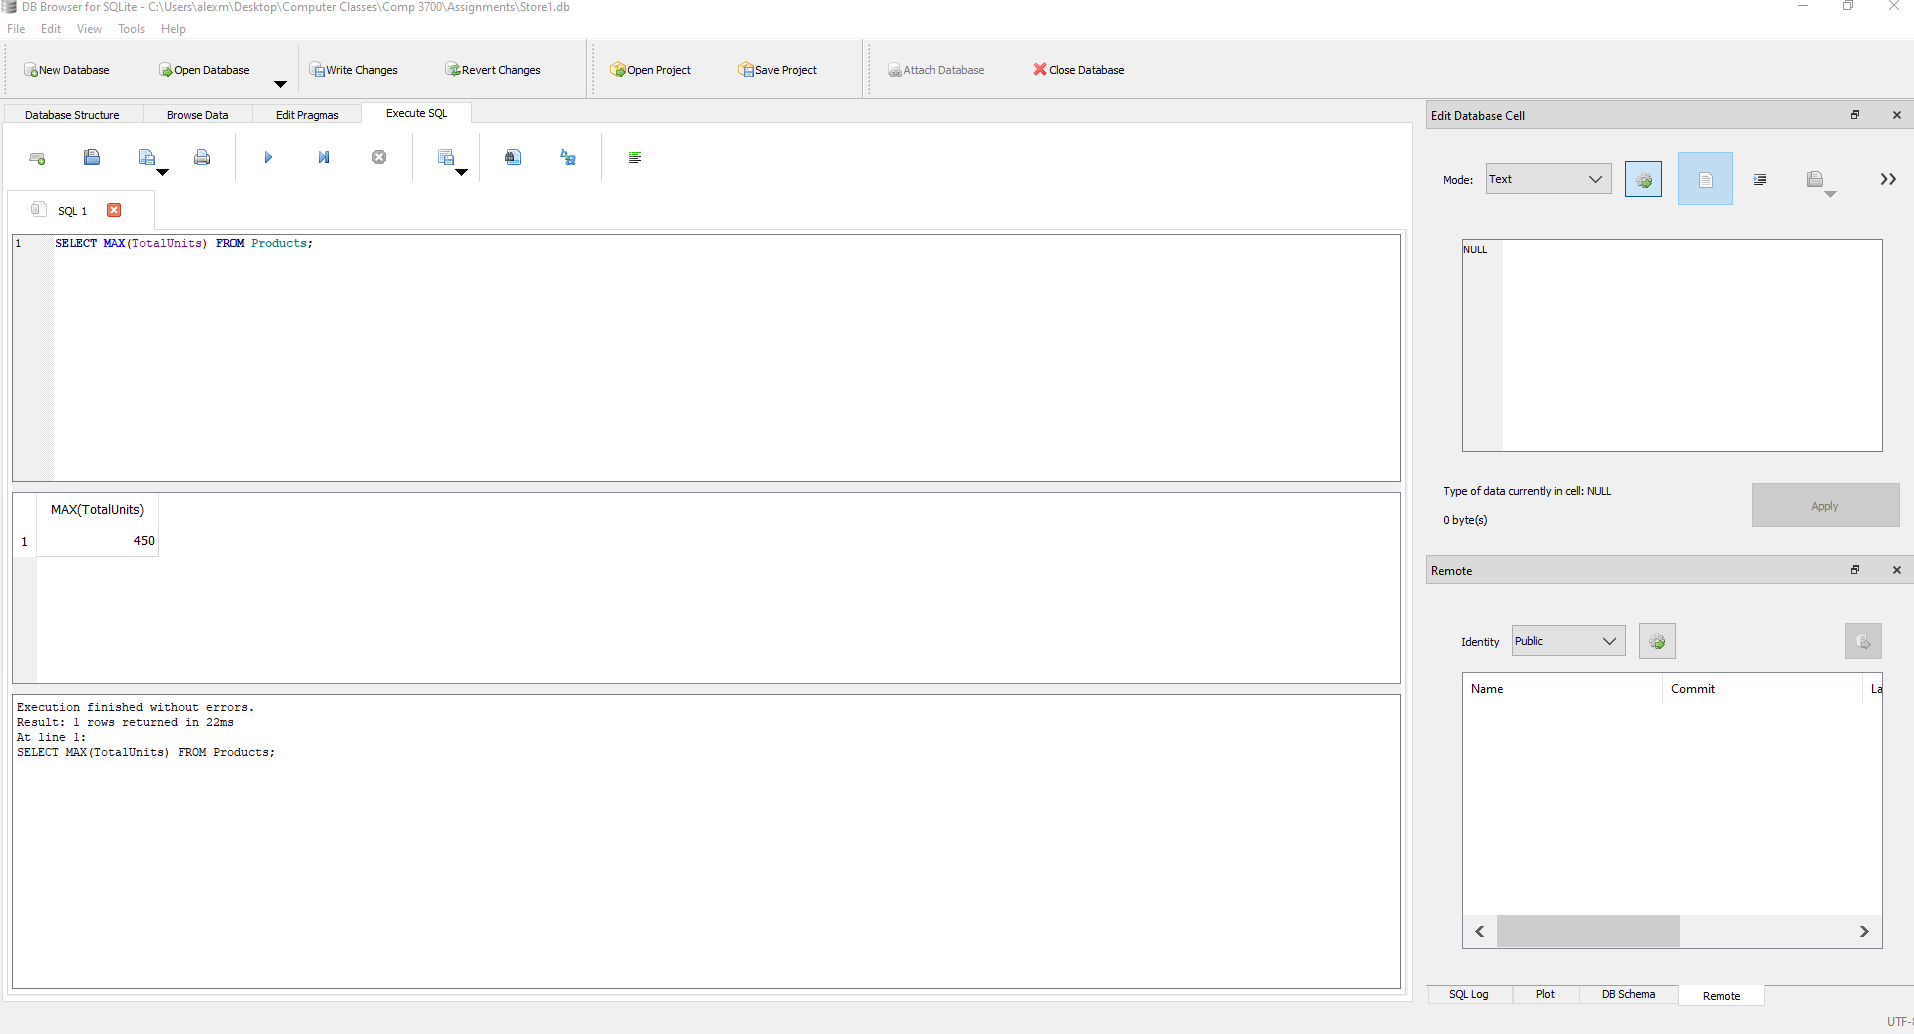 DB Browser for SQLite - C:\Users\alexm\Desktop\Computer Classes\Comp 3700\Assignments\Store1.db
File Edit View Tools Help
New Database Open Database Write Changes Revert Changes Open Project Save Project Attach Database Close Database
Database Structure Browse Data Edit Pragmas Execute SQL
SQL 1
1 SELECT MAX(TotalUnits) FROM Products;
MAX(TotalUnits)
1 450
Execution finished without errors.
Result: 1 rows returned in 22ms
At line 1:
SELECT MAX(TotalUnits) FROM Products;
Edit Database Cell
Mode: Text
NULL
Type of data currently in cell: NULL
0 byte(s)
Apply
Remote
Identity Public
Name Commit La
SQL Log Plot DB Schema Remote
UTF-